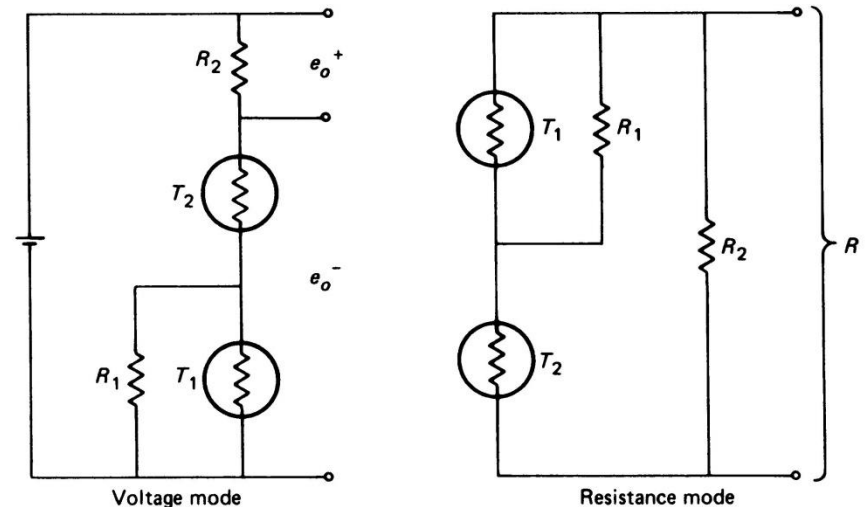 R2
eo+
T2
eo-
R1
T1
Voltage mode
T1
R1
R2
R
T2
Resistance mode